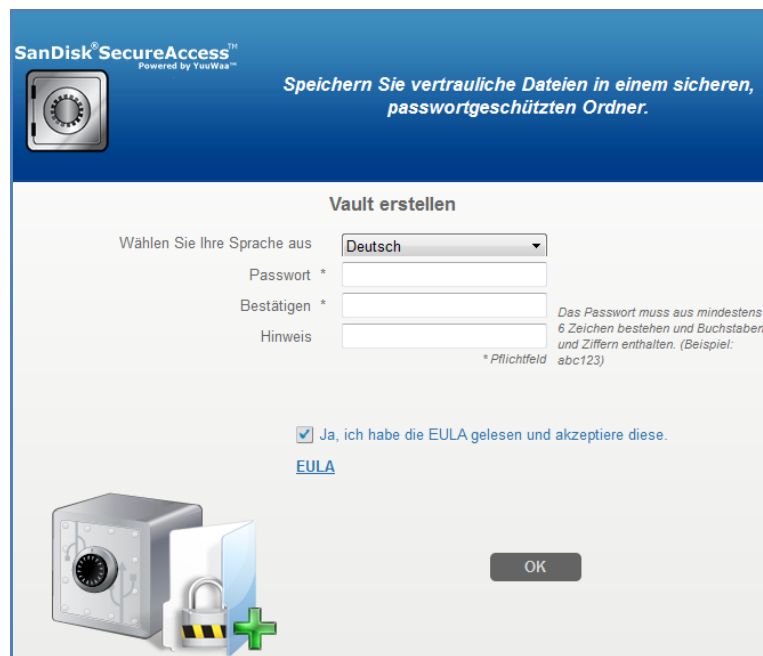 SanDisk®SecureAccess™
Powered by YuuWaa™
Speichern Sie vertrauliche Dateien in einem sicheren,
passwortgeschützten Ordner.
Vault erstellen
Wählen Sie Ihre Sprache aus
Deutsch
Passwort *
Bestätigen *
Hinweis
Das Passwort muss aus mindestens
6 Zeichen bestehen und Buchstaben
und Ziffern enthalten. (Beispiel:
abc123)
* Pflichtfeld
Ja, ich habe die EULA gelesen und akzeptiere diese.
EULA
OK